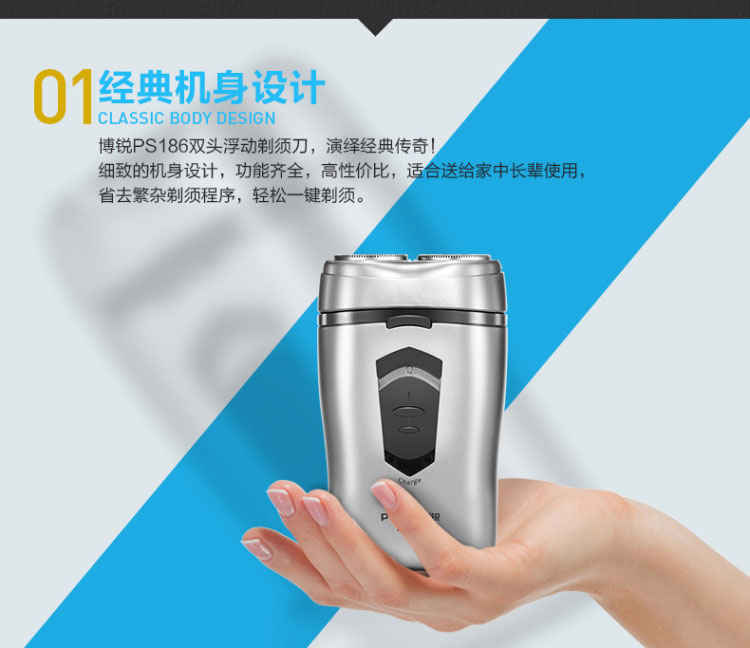 01 经典机身设计
CLASSIC BODY DESIGN
博锐PS186双头浮动剃须刀，演绎经典传奇！
细致的机身设计，功能齐全，高性价比，适合送给家中长辈使用，
省去繁杂剃须程序，轻松一键剃须。
Charge